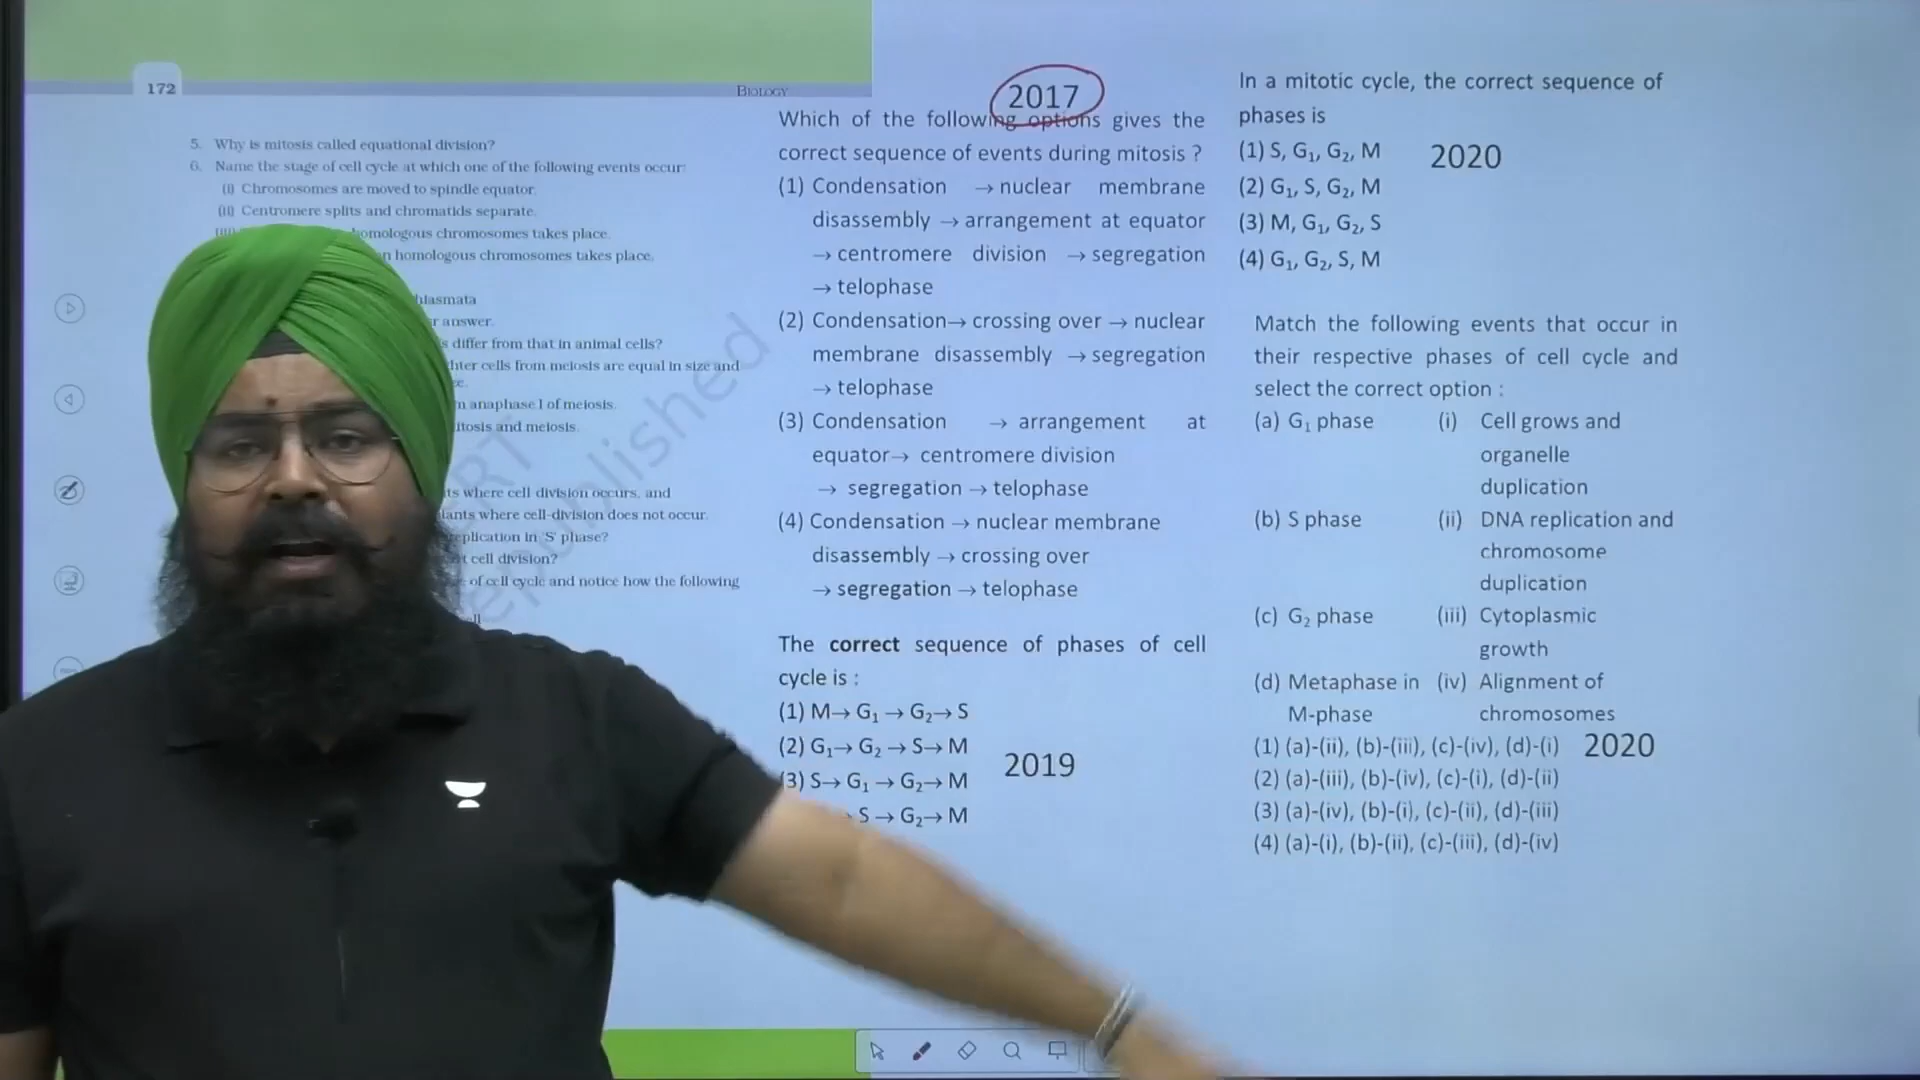 172
BIOLOGY
5. Why is mitosis called equational division?
6. Name the stage of cell cycle at which one of the following events occur:
(i) Chromosomes are moved to spindle equator.
(ii) Centromere splits and chromatids separate.
homologous chromosomes takes place.
homologous chromosomes takes place.
answer.
differ from that in animal cells?
cells from meiosis are equal in size and
anaphase I of meiosis.
and meiosis.
where cell division occurs, and
where cell-division does not occur.
in 'S' phase?
cell division?
of cell cycle and notice how the following
2017
Which of the following options gives the
correct sequence of events during mitosis ?
(1) Condensation → nuclear membrane
disassembly → arrangement at equator
→ centromere division → segregation
→ telophase
(2) Condensation→ crossing over → nuclear
membrane disassembly → segregation
→ telophase
(3) Condensation → arrangement at
equator→ centromere division
→ segregation → telophase
(4) Condensation → nuclear membrane
disassembly → crossing over
→ segregation → telophase
The correct sequence of phases of cell
cycle is :
(1) M→ G₁ → G₂→ S
(2) G₁→ G₂ → S→ M
(3) S→ G₁ → G₂→ M
S → G₂→ M
2019
In a mitotic cycle, the correct sequence of
phases is
(1) S, G₁, G₂, M
(2) G₁, S, G₂, M
(3) M, G₁, G₂, S
(4) G₁, G₂, S, M
2020
Match the following events that occur in
their respective phases of cell cycle and
select the correct option :
(a) G₁ phase (i) Cell grows and
organelle
duplication
(b) S phase (ii) DNA replication and
chromosome
duplication
(c) G₂ phase (iii) Cytoplasmic
growth
(d) Metaphase in (iv) Alignment of
M-phase chromosomes
(1) (a)-(ii), (b)-(iii), (c)-(iv), (d)-(i) 2020
(2) (a)-(iii), (b)-(iv), (c)-(i), (d)-(ii)
(3) (a)-(iv), (b)-(i), (c)-(ii), (d)-(iii)
(4) (a)-(i), (b)-(ii), (c)-(iii), (d)-(iv)